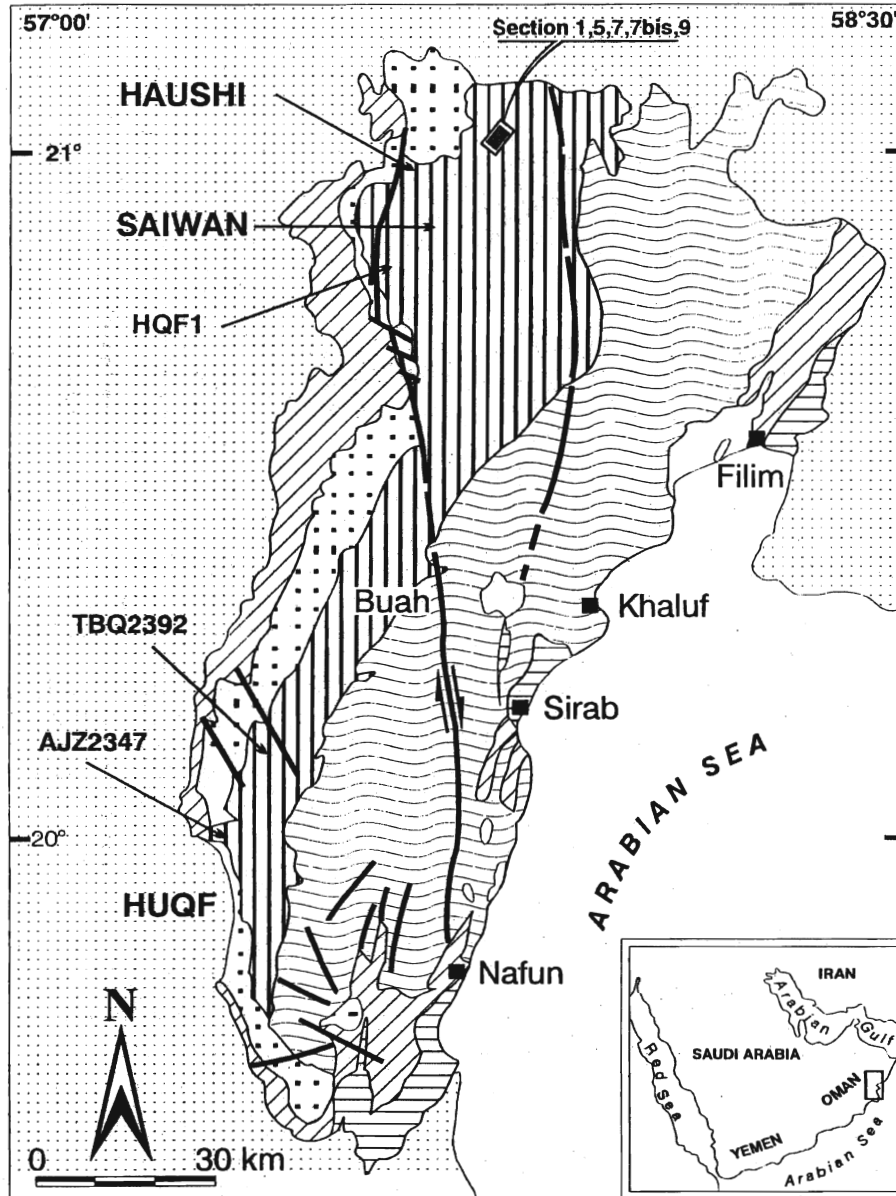 57°00'
58°30'
Section 1,5,7,7bis,9
HAUSHI
21°
SAIWAN
HQF1
Filim
Buah
Khaluf
TBQ2392
Sirab
AJZ2347
ARABIAN SEA
20°
HUQF
Nafun
N
0 30 km
IRAN
Arabian Gulf
SAUDI ARABIA
Red Sea
OMAN
YEMEN
Arabian Sea